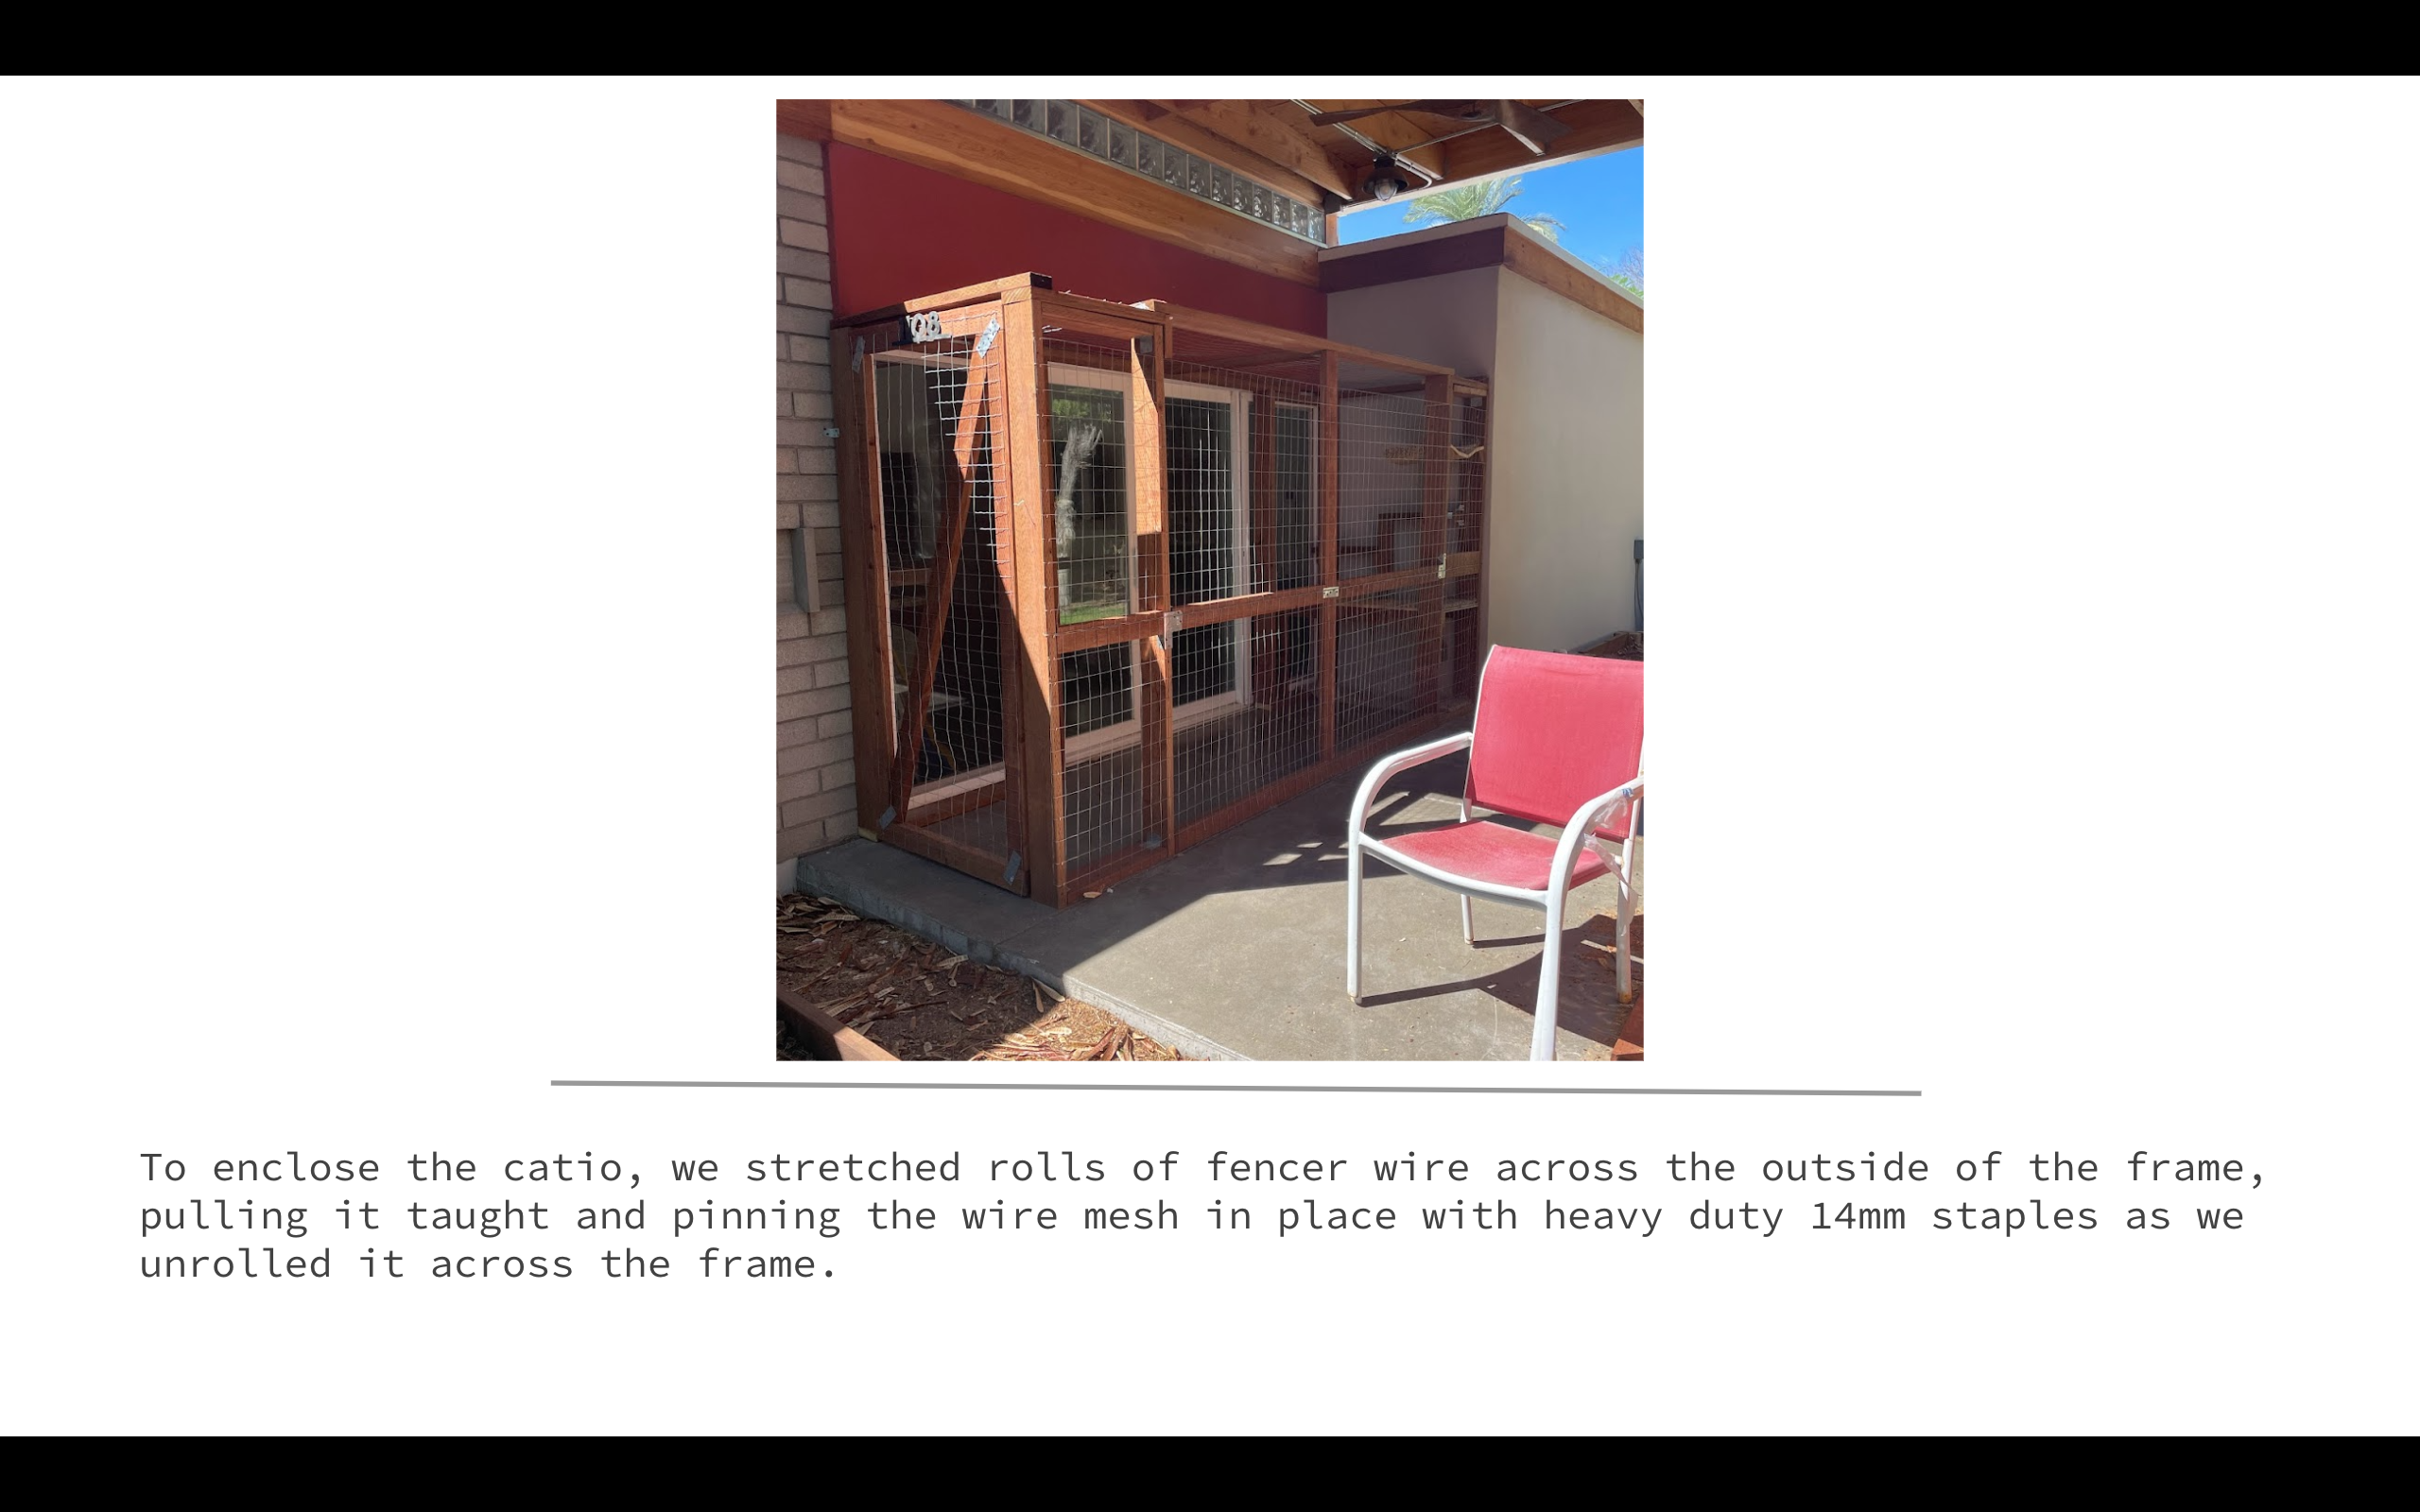 To enclose the catio, we stretched rolls of fencer wire across the outside of the frame,
pulling it taught and pinning the wire mesh in place with heavy duty 14mm staples as we
unrolled it across the frame.